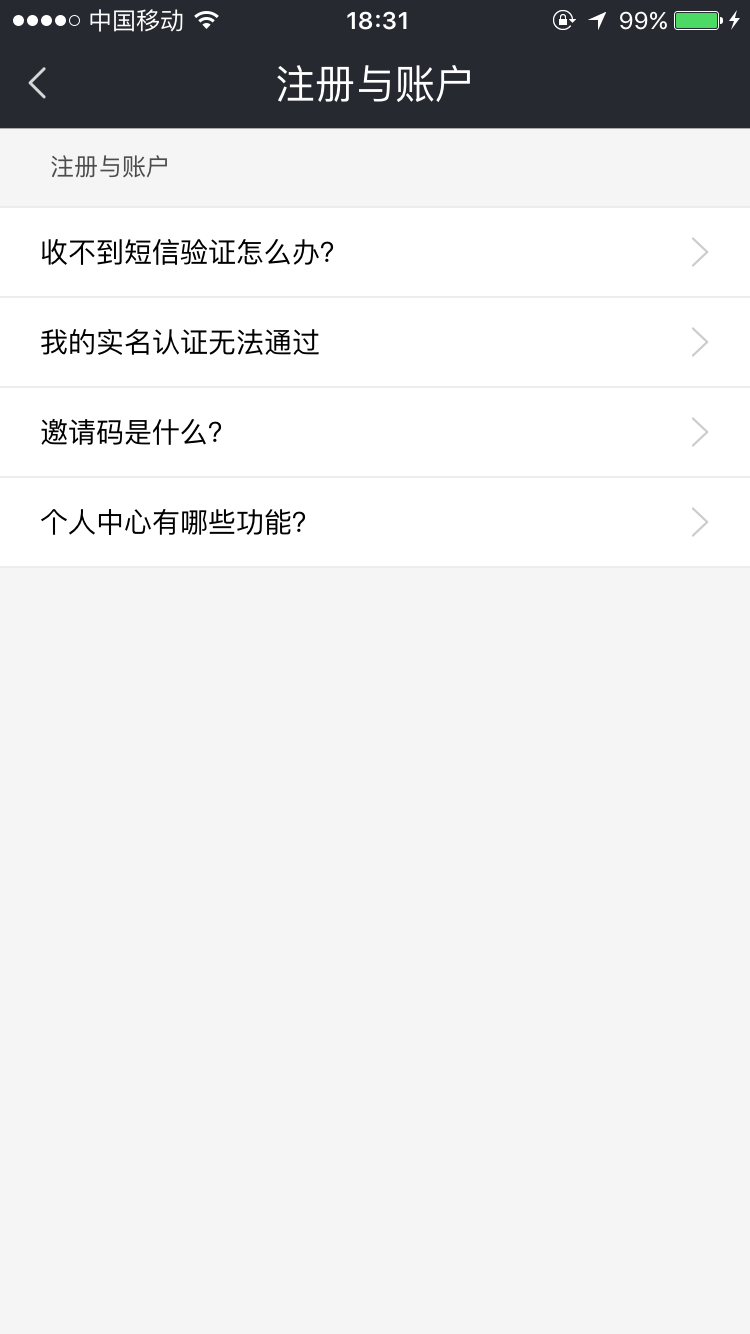 中国移动
18:31
99%
注册与账户
注册与账户
收不到短信验证怎么办?
我的实名认证无法通过
邀请码是什么?
个人中心有哪些功能?